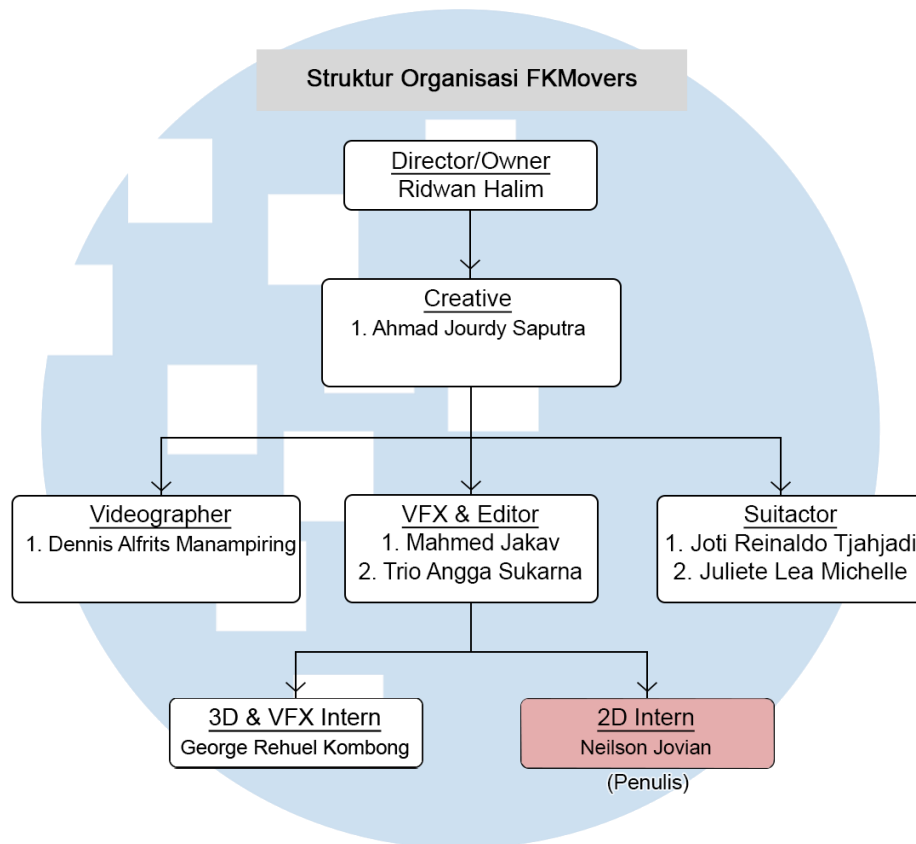 Struktur Organisasi FKMovers
Director/Owner
Ridwan Halim
Creative
1. Ahmad Jourdy Saputra
Videographer
1. Dennis Alfrits Manampiring
VFX & Editor
1. Mahmed Jakav
2. Trio Angga Sukarna
Suitactor
1. Joti Reinaldo Tjahjadi
2. Juliete Lea Michelle
3D & VFX Intern
George Rehuel Kombong
2D Intern
Neilson Jovian
(Penulis)